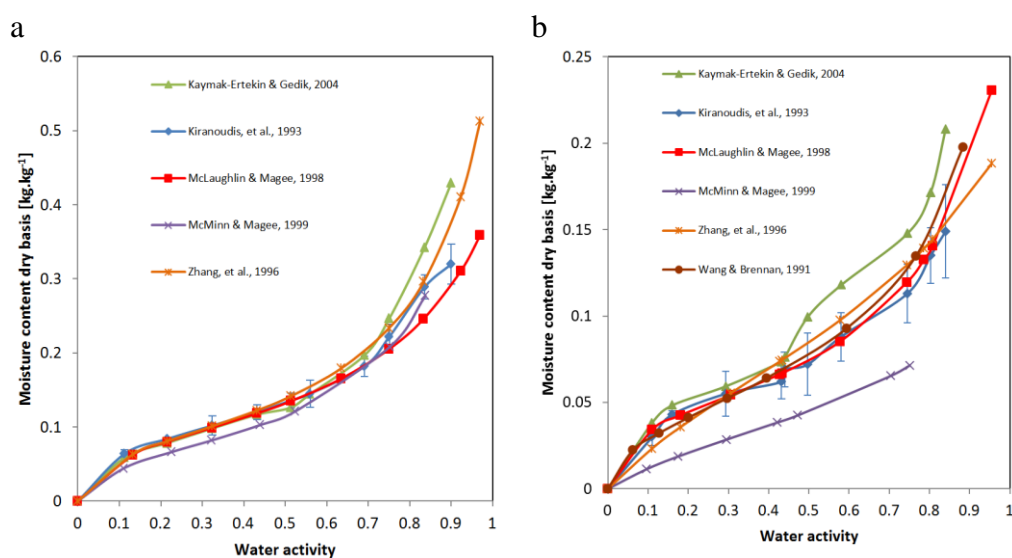 a
0.6
0.5
0.4
0.3
0.2
0.1
0
Moisture content dry basis [kg.kg⁻¹]
Kaymak-Ertekin & Gedik, 2004
Kiranoudis, et al., 1993
McLaughlin & Magee, 1998
McMinn & Magee, 1999
Zhang, et al., 1996
0 0.1 0.2 0.3 0.4 0.5 0.6 0.7 0.8 0.9 1
Water activity
b
0.25
0.2
0.15
0.1
0.05
0
Moisture content dry basis [kg.kg⁻¹]
Kaymak-Ertekin & Gedik, 2004
Kiranoudis, et al., 1993
McLaughlin & Magee, 1998
McMinn & Magee, 1999
Zhang, et al., 1996
Wang & Brennan, 1991
0 0.1 0.2 0.3 0.4 0.5 0.6 0.7 0.8 0.9 1
Water activity